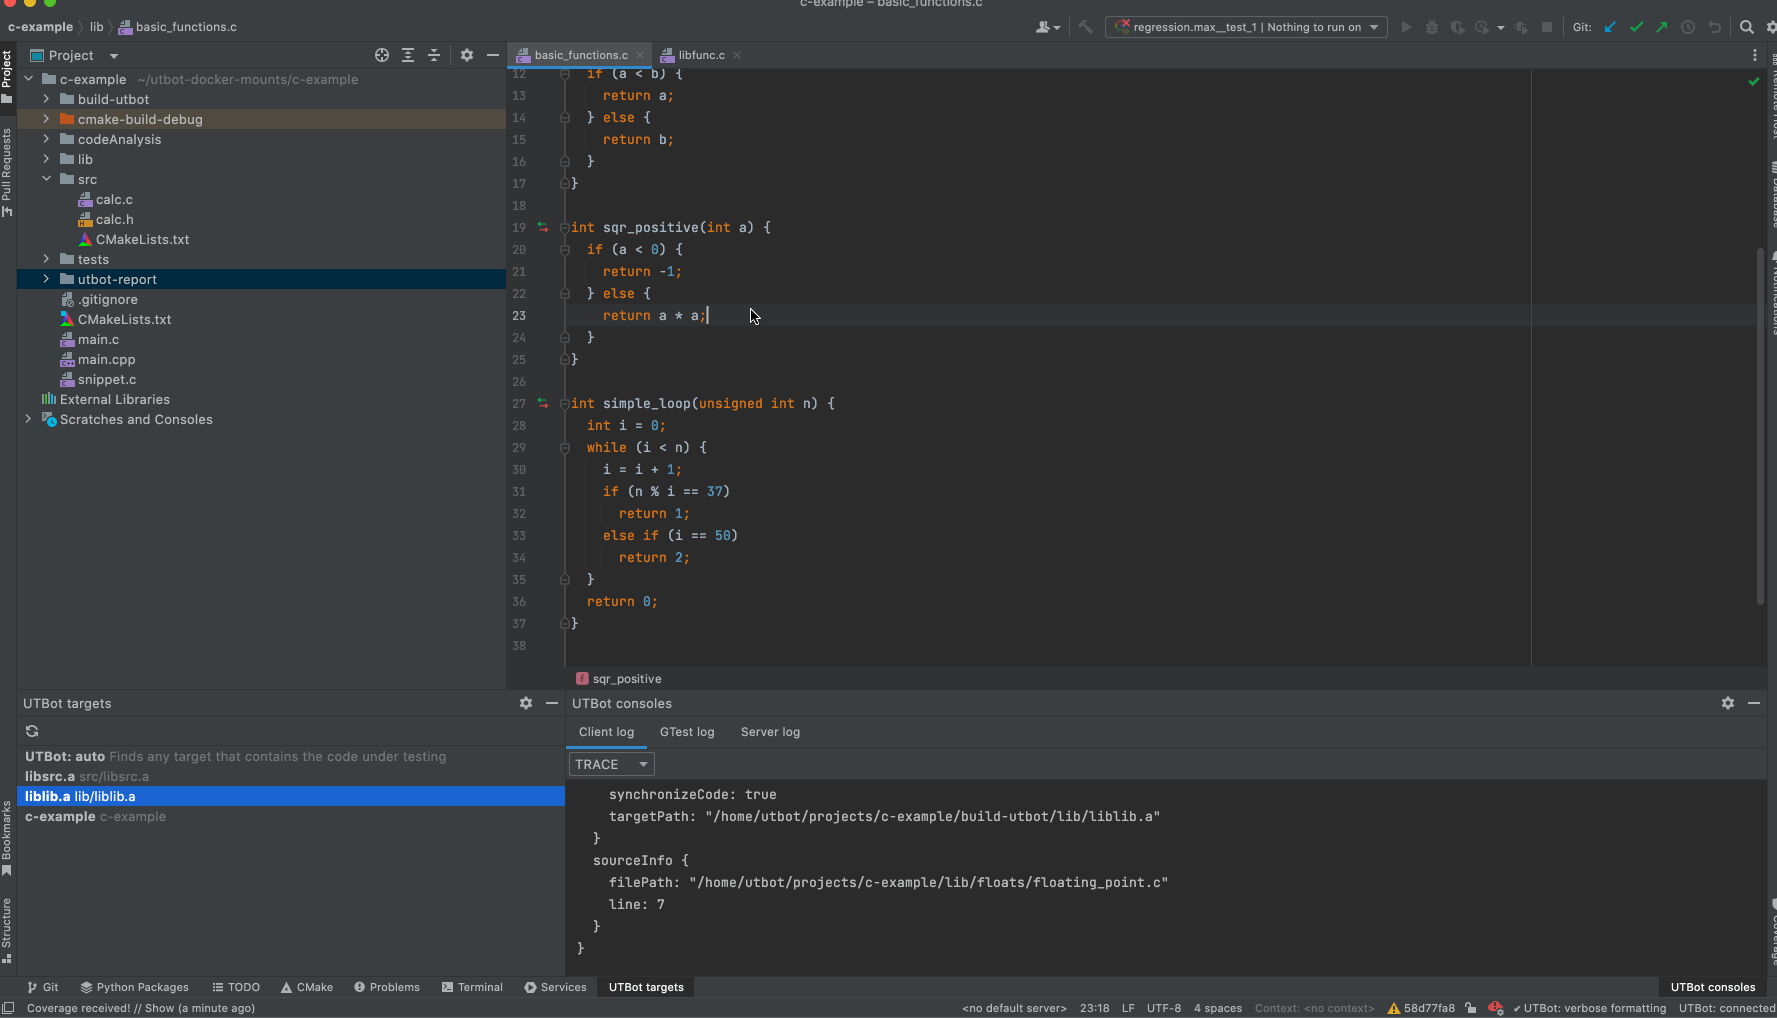 c-example – basic_functions.c
c-example lib basic_functions.c
regression.max__test_1 | Nothing to run on
Git:
Project
Pull Requests
Bookmarks
Structure
Project
c-example ~/utbot-docker-mounts/c-example
build-utbot
cmake-build-debug
codeAnalysis
lib
src
calc.c
calc.h
CMakeLists.txt
tests
utbot-report
.gitignore
CMakeLists.txt
main.c
main.cpp
snippet.c
External Libraries
Scratches and Consoles
basic_functions.c libfunc.c
12 if (a < b) {
13 return a;
14 } else {
15 return b;
16 }
17 }
18
19 int sqr_positive(int a) {
20 if (a < 0) {
21 return -1;
22 } else {
23 return a * a;
24 }
25 }
26
27 int simple_loop(unsigned int n) {
28 int i = 0;
29 while (i < n) {
30 i = i + 1;
31 if (n % i == 37)
32 return 1;
33 else if (i == 50)
34 return 2;
35 }
36 return 0;
37 }
38
sqr_positive
UTBot targets
UTBot: auto Finds any target that contains the code under testing
libsrc.a src/libsrc.a
liblib.a lib/liblib.a
c-example c-example
UTBot consoles
Client log GTest log Server log
TRACE
synchronizeCode: true
targetPath: "/home/utbot/projects/c-example/build-utbot/lib/liblib.a"
}
sourceInfo {
filePath: "/home/utbot/projects/c-example/lib/floats/floating_point.c"
line: 7
}
}
Git Python Packages TODO CMake Problems Terminal Services UTBot targets UTBot consoles
Coverage received! // Show (a minute ago) <no default server> 23:18 LF UTF-8 4 spaces Context: <no context> 58d77fa8 ✔ UTBot: verbose formatting UTBot: connected